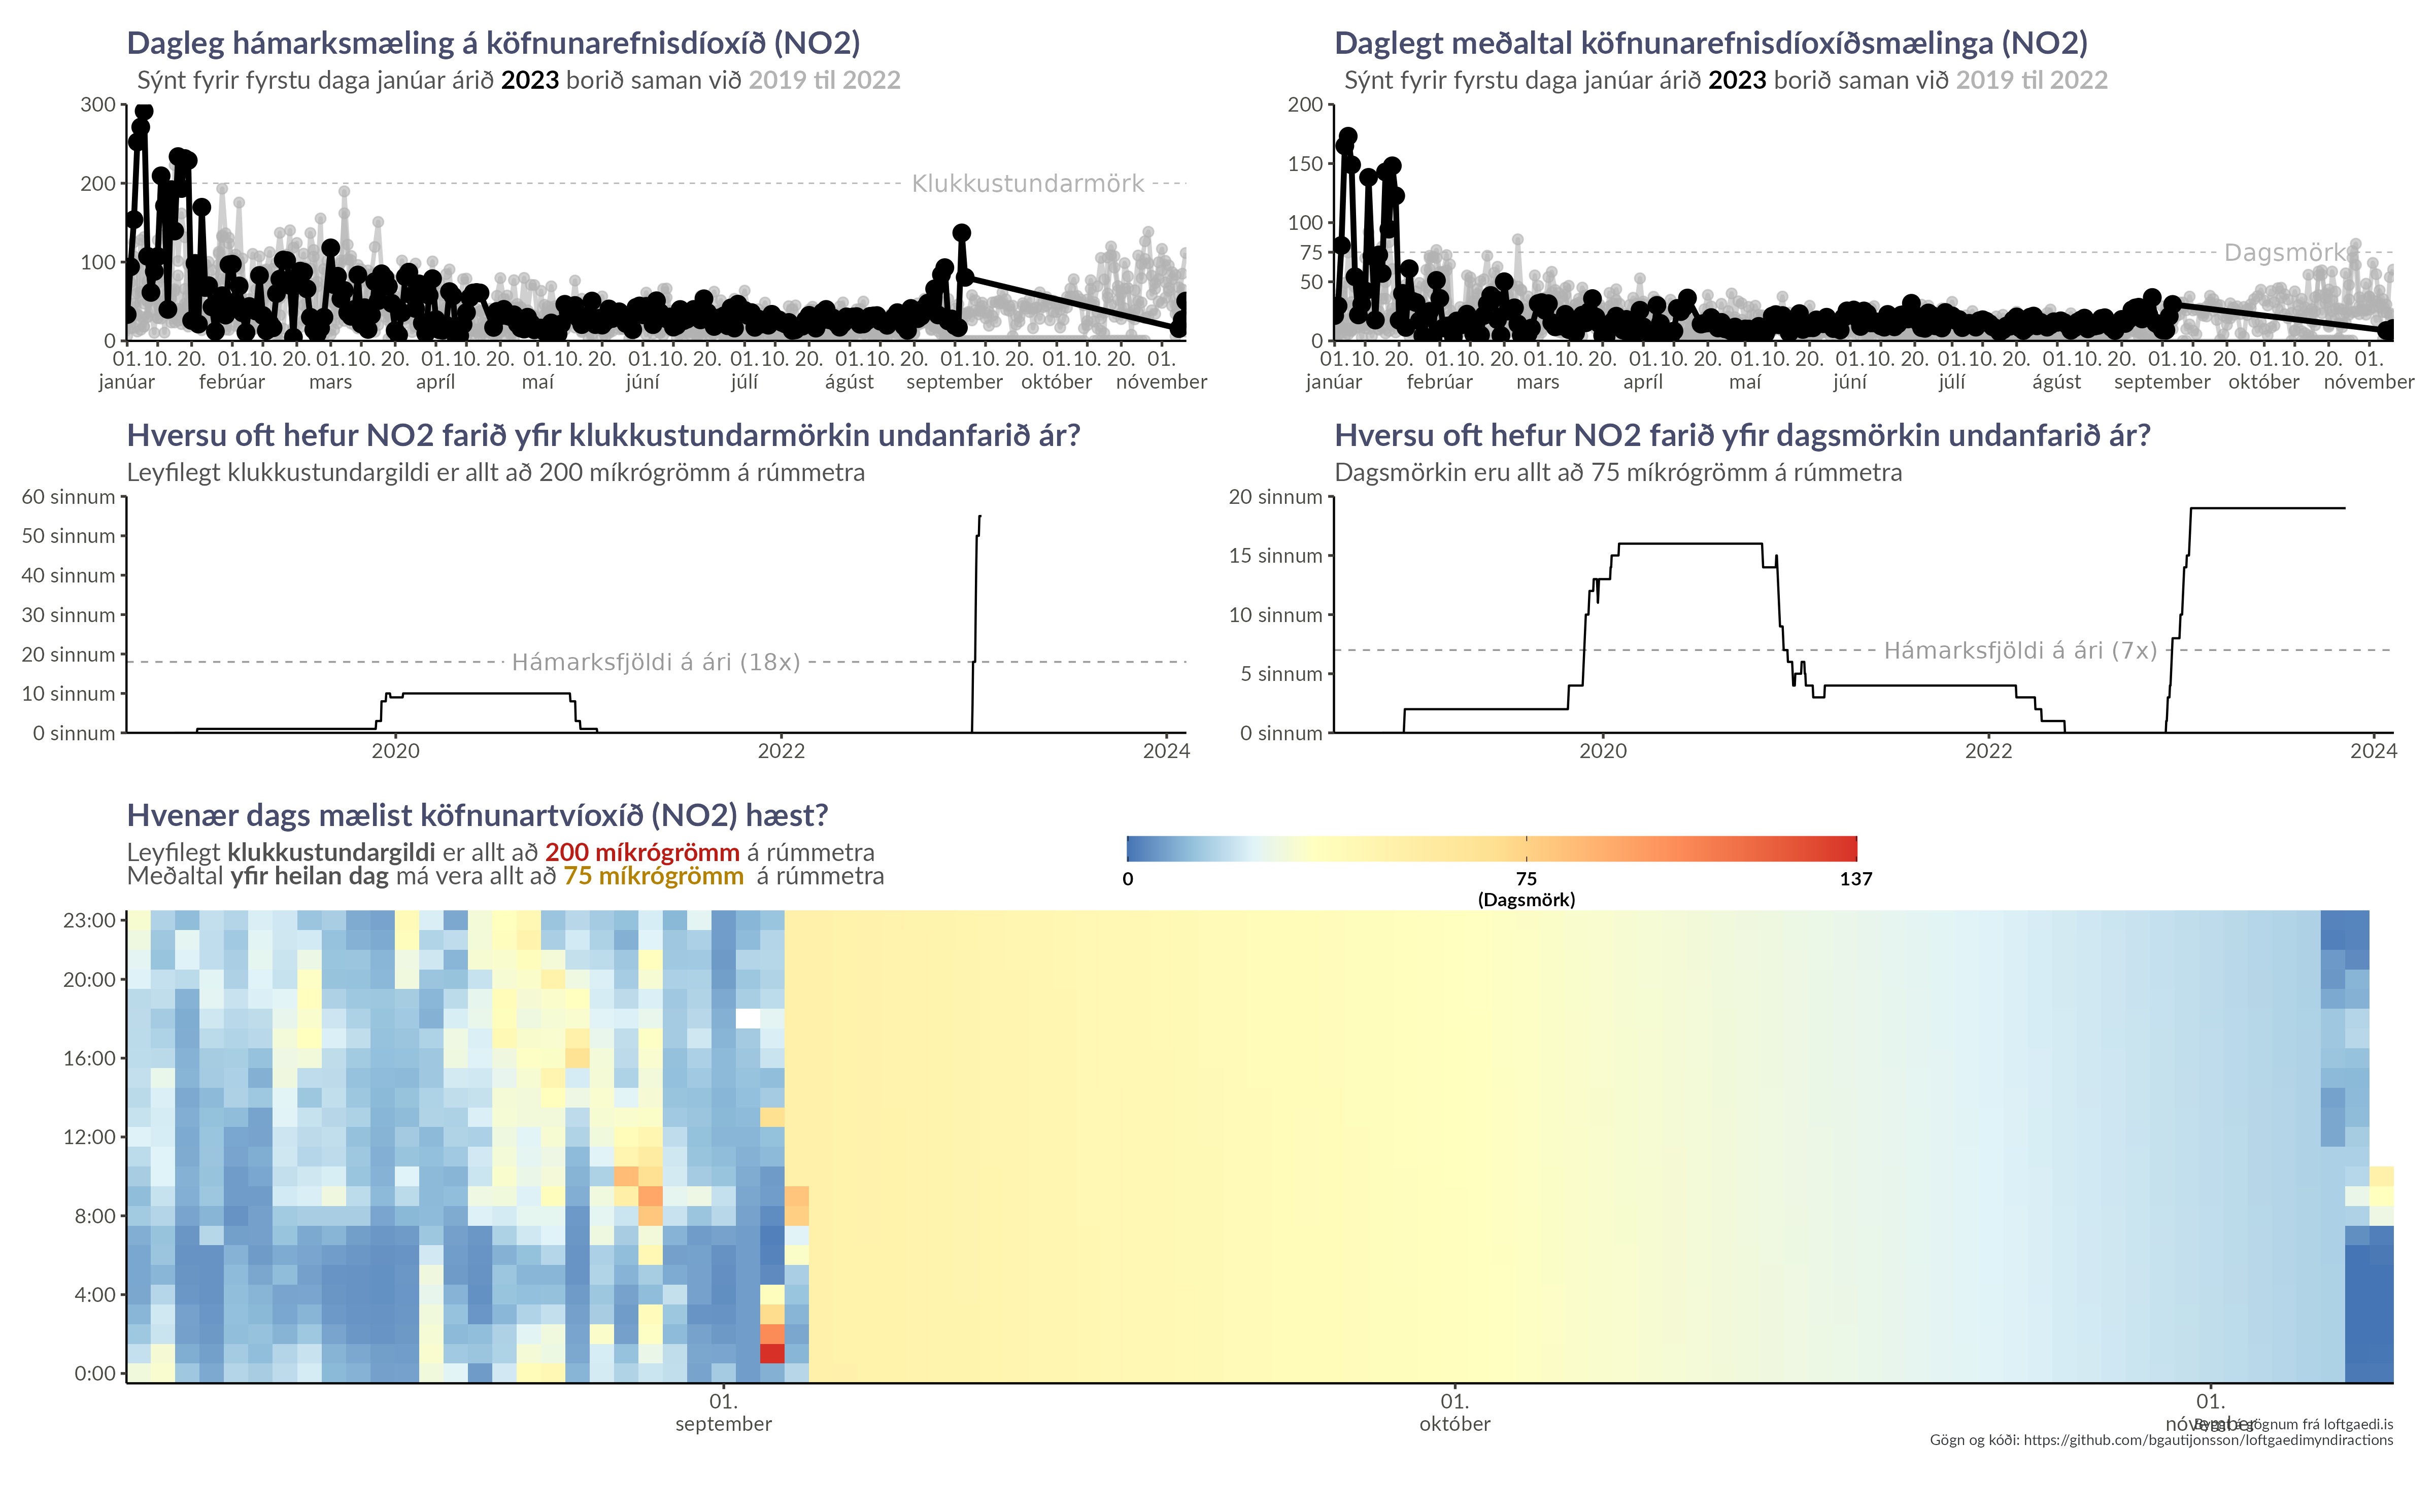 Dagleg hámarksmæling á köfnunarefnisdíoxíð (NO2)
Sýnt fyrir fyrstu daga janúar árið 2023 borið saman við 2019 til 2022
300
200
100
0
Klukkustundarmörk
01. 10. 20. 01. 10. 20. 01. 10. 20. 01. 10. 20. 01. 10. 20. 01. 10. 20. 01. 10. 20. 01. 10. 20. 01. 10. 20. 01. 10. 20. 01.
janúar febrúar mars apríl maí júní júlí ágúst september október nóvember
Daglegt meðaltal köfnunarefnisdíoxíðsmælinga (NO2)
Sýnt fyrir fyrstu daga janúar árið 2023 borið saman við 2019 til 2022
200
150
100
75
50
0
Dagsmörk
01. 10. 20. 01. 10. 20. 01. 10. 20. 01. 10. 20. 01. 10. 20. 01. 10. 20. 01. 10. 20. 01. 10. 20. 01. 10. 20. 01. 10. 20. 01.
janúar febrúar mars apríl maí júní júlí ágúst september október nóvember
Hversu oft hefur NO2 farið yfir klukkustundarmörkin undanfarið ár?
Leyfilegt klukkustundargildi er allt að 200 míkrógrömm á rúmmetra
60 sinnum
50 sinnum
40 sinnum
30 sinnum
20 sinnum
10 sinnum
0 sinnum
Hámarksfjöldi á ári (18x)
2020 2022 2024
Hversu oft hefur NO2 farið yfir dagsmörkin undanfarið ár?
Dagsmörkin eru allt að 75 míkrógrömm á rúmmetra
20 sinnum
15 sinnum
10 sinnum
5 sinnum
0 sinnum
Hámarksfjöldi á ári (7x)
2020 2022 2024
Hvenær dags mælist köfnunartvíoxíð (NO2) hæst?
Leyfilegt klukkustundargildi er allt að 200 míkrógrömm á rúmmetra
Meðaltal yfir heilan dag má vera allt að 75 míkrógrömm á rúmmetra
0 75 137
(Dagsmörk)
23:00
20:00
16:00
12:00
8:00
4:00
0:00
01. 01. 01.
september október nóvember
gögnum frá loftgaedi.is
Gögn og kóði: https://github.com/bgautijonsson/loftgaedimyndiractions